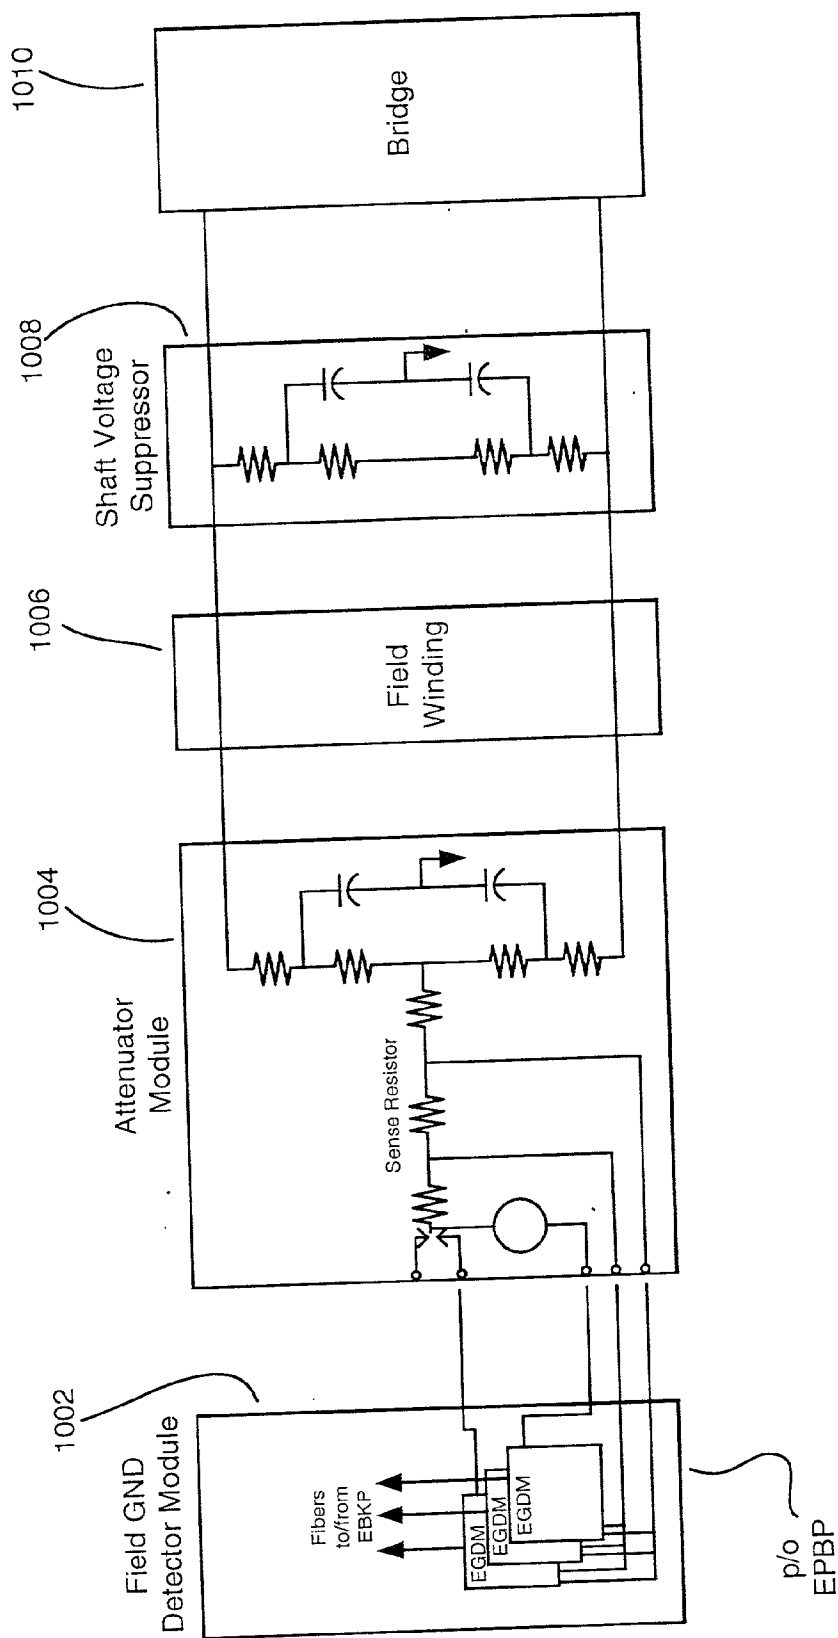 1002
Field GND
Detector Module
Fibers
to/from
EBKP
EGDM
EGDM
EGDM
p/o
EPBP
1004
Attenuator
Module
Sense Resistor
1006
Field
Winding
1008
Shaft Voltage
Suppressor
1010
Bridge